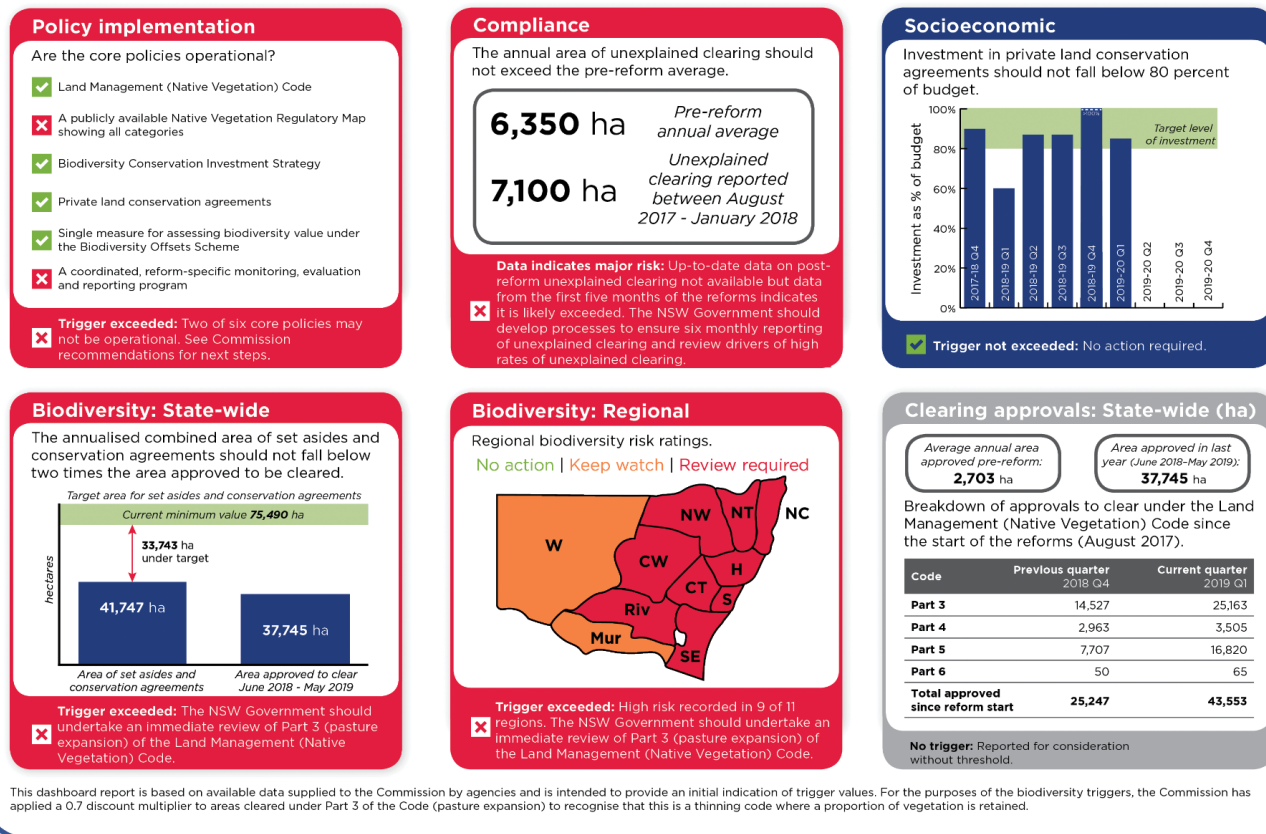 Policy implementation
Are the core policies operational?
Land Management (Native Vegetation) Code
A publicly available Native Vegetation Regulatory Map
showing all categories
Biodiversity Conservation Investment Strategy
Private land conservation agreements
Single measure for assessing biodiversity value under
the Biodiversity Offsets Scheme
A coordinated, reform-specific monitoring, evaluation
and reporting program
Trigger exceeded: Two of six core policies may
not be operational. See Commission
recommendations for next steps.
Compliance
The annual area of unexplained clearing should
not exceed the pre-reform average.
6,350 ha
Pre-reform
annual average
7,100 ha
Unexplained
clearing reported
between August
2017 - January 2018
Data indicates major risk: Up-to-date data on post-
reform unexplained clearing not available but data
from the first five months of the reforms indicates
it is likely exceeded. The NSW Government should
develop processes to ensure six monthly reporting
of unexplained clearing and review drivers of high
rates of unexplained clearing.
Socioeconomic
Investment in private land conservation
agreements should not fall below 80 percent
of budget.
Investment as % of budget
100%
80%
60%
40%
20%
0%
>100%
Target level
of investment
2017-18 Q4
2018-19 Q1
2018-19 Q2
2018-19 Q3
2018-19 Q4
2019-20 Q1
2019-20 Q2
2019-20 Q3
2019-20 Q4
Trigger not exceeded: No action required.
Biodiversity: State-wide
The annualised combined area of set asides and
conservation agreements should not fall below
two times the area approved to be cleared.
Target area for set asides and conservation agreements
Current minimum value 75,490 ha
33,743 ha
under target
hectares
41,747 ha
37,745 ha
Area of set asides and
conservation agreements
Area approved to clear
June 2018 - May 2019
Trigger exceeded: The NSW Government should
undertake an immediate review of Part 3 (pasture
expansion) of the Land Management (Native
Vegetation) Code.
Biodiversity: Regional
Regional biodiversity risk ratings.
No action | Keep watch | Review required
NW
NT
NC
W
CW
H
CT
S
Riv
Mur
SE
Trigger exceeded: High risk recorded in 9 of 11
regions. The NSW Government should undertake an
immediate review of Part 3 (pasture expansion) of
the Land Management (Native Vegetation) Code.
Clearing approvals: State-wide (ha)
Average annual area
approved pre-reform:
2,703 ha
Area approved in last
year (June 2018–May 2019):
37,745 ha
Breakdown of approvals to clear under the Land
Management (Native Vegetation) Code since
the start of the reforms (August 2017).
Code Previous quarter 2018 Q4 Current quarter 2019 Q1
Part 3 14,527 25,163
Part 4 2,963 3,505
Part 5 7,707 16,820
Part 6 50 65
Total approved
since reform start 25,247 43,553
No trigger: Reported for consideration
without threshold.
This dashboard report is based on available data supplied to the Commission by agencies and is intended to provide an initial indication of trigger values. For the purposes of the biodiversity triggers, the Commission has
applied a 0.7 discount multiplier to areas cleared under Part 3 of the Code (pasture expansion) to recognise that this is a thinning code where a proportion of vegetation is retained.